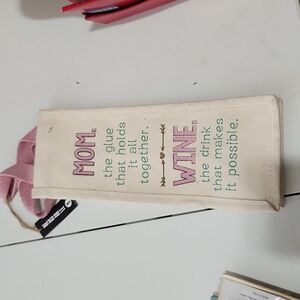 MOM.
the glue
that holds
it all
together.
WINE,
the drink
that makes
it possible.